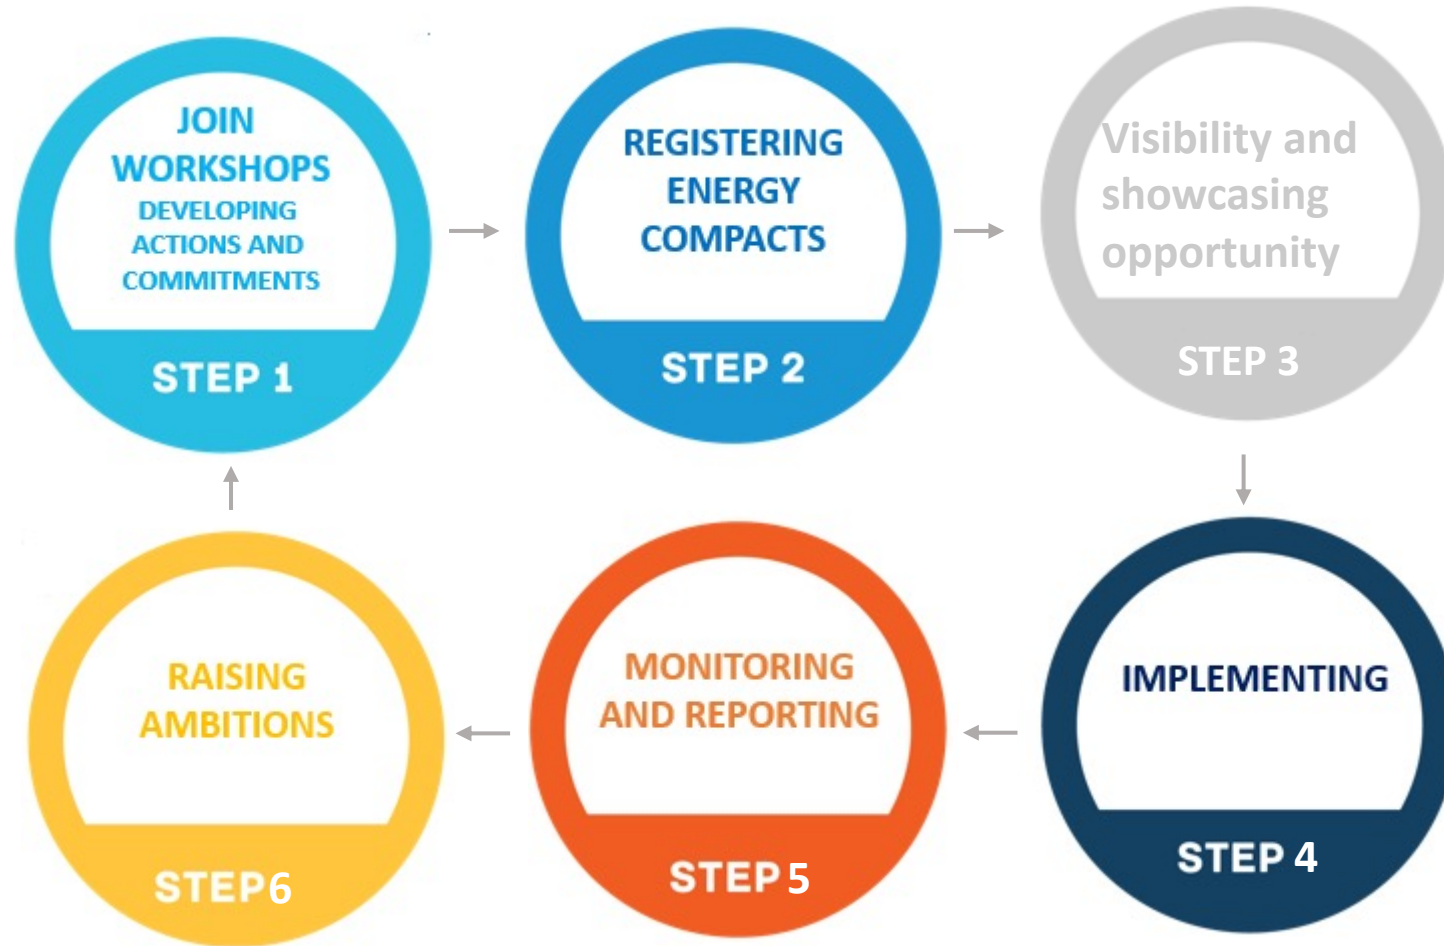 JOIN
WORKSHOPS
DEVELOPING
ACTIONS AND
COMMITMENTS
STEP 1
REGISTERING
ENERGY
COMPACTS
STEP 2
Visibility and
showcasing
opportunity
STEP 3
IMPLEMENTING
STEP 4
MONITORING
AND REPORTING
STEP 5
RAISING
AMBITIONS
STEP 6